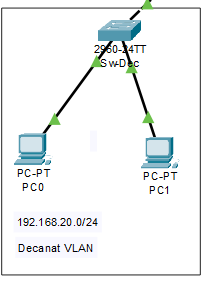 2960-24TT
Sw-Dec
PC-PT
PC0
PC-PT
PC1
192.168.20.0/24
Decanat VLAN